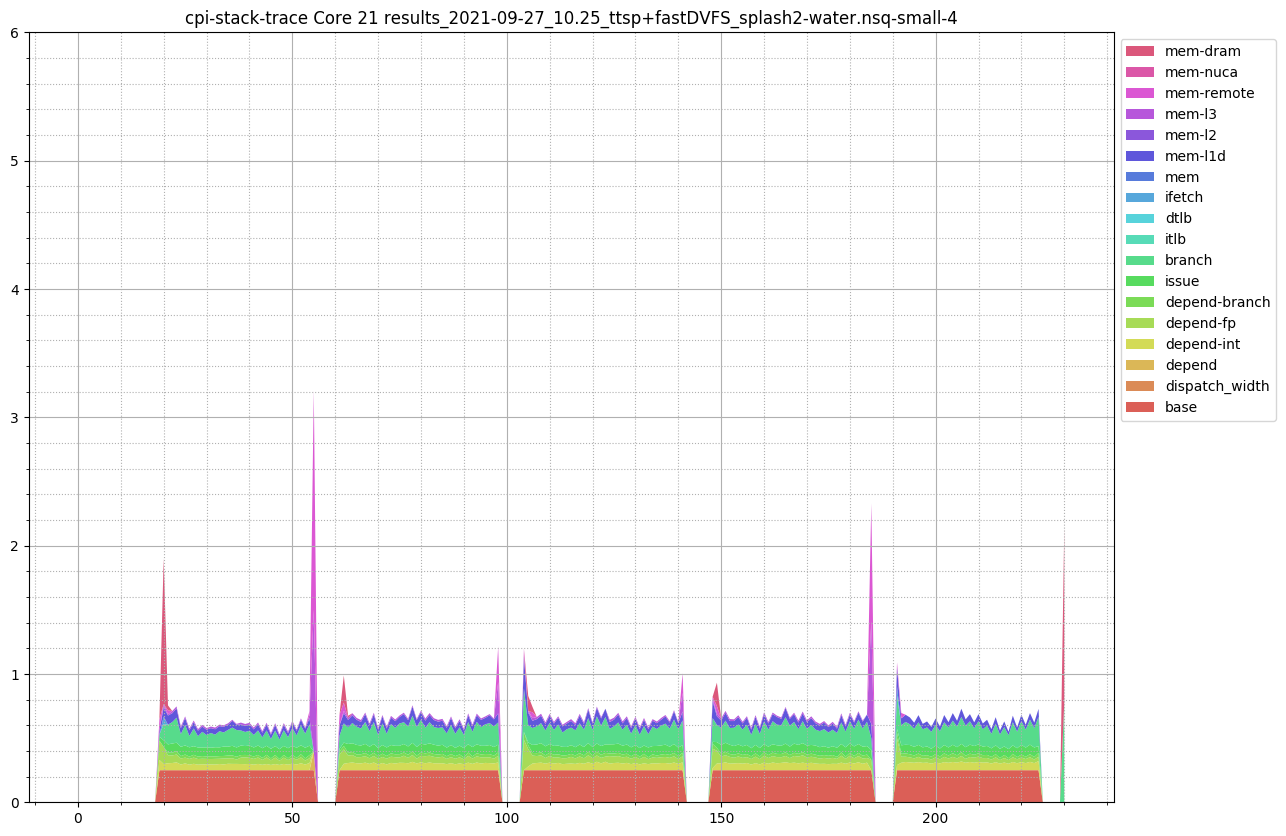 cpi-stack-trace Core 21 results_2021-09-27_10.25_ttsp+fastDVFS_splash2-water.nsq-small-4
6
5
4
3
2
1
0
0 50 100 150 200
mem-dram
mem-nuca
mem-remote
mem-l3
mem-l2
mem-l1d
mem
ifetch
dtlb
itlb
branch
issue
depend-branch
depend-fp
depend-int
depend
dispatch_width
base